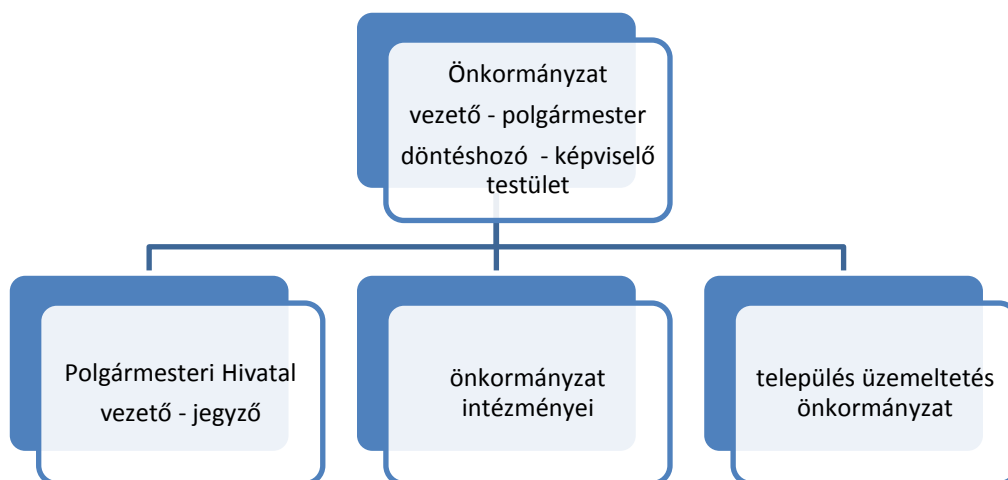 Önkormányzat
vezető - polgármester
döntéshozó - képviselő
testület
Polgármesteri Hivatal
vezető - jegyző
önkormányzat
intézményei
település üzemeltetés
önkormányzat